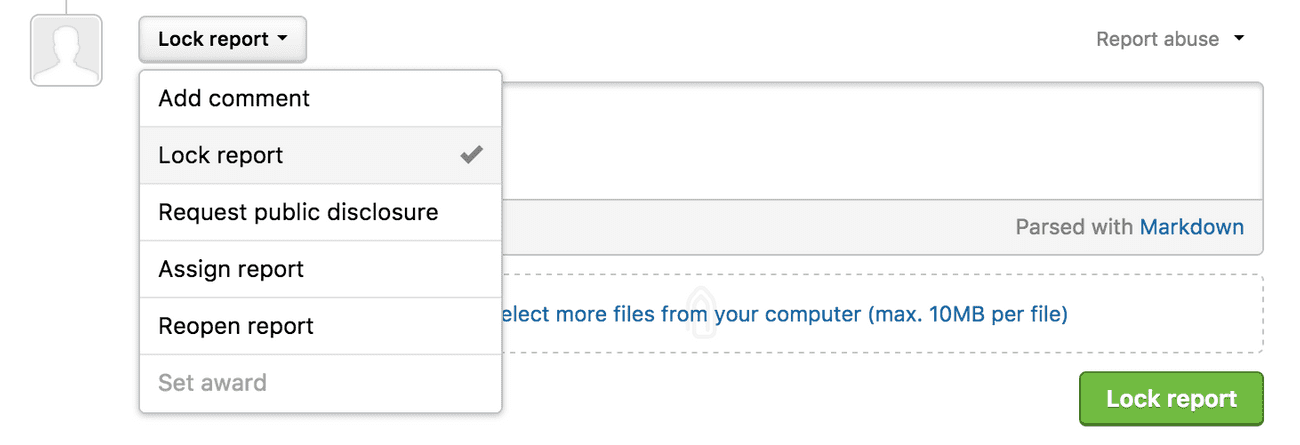 Lock report
Report abuse
Add comment
Lock report
Request public disclosure
Assign report
Reopen report
Set award
Parsed with Markdown
elect more files from your computer (max. 10MB per file)
Lock report